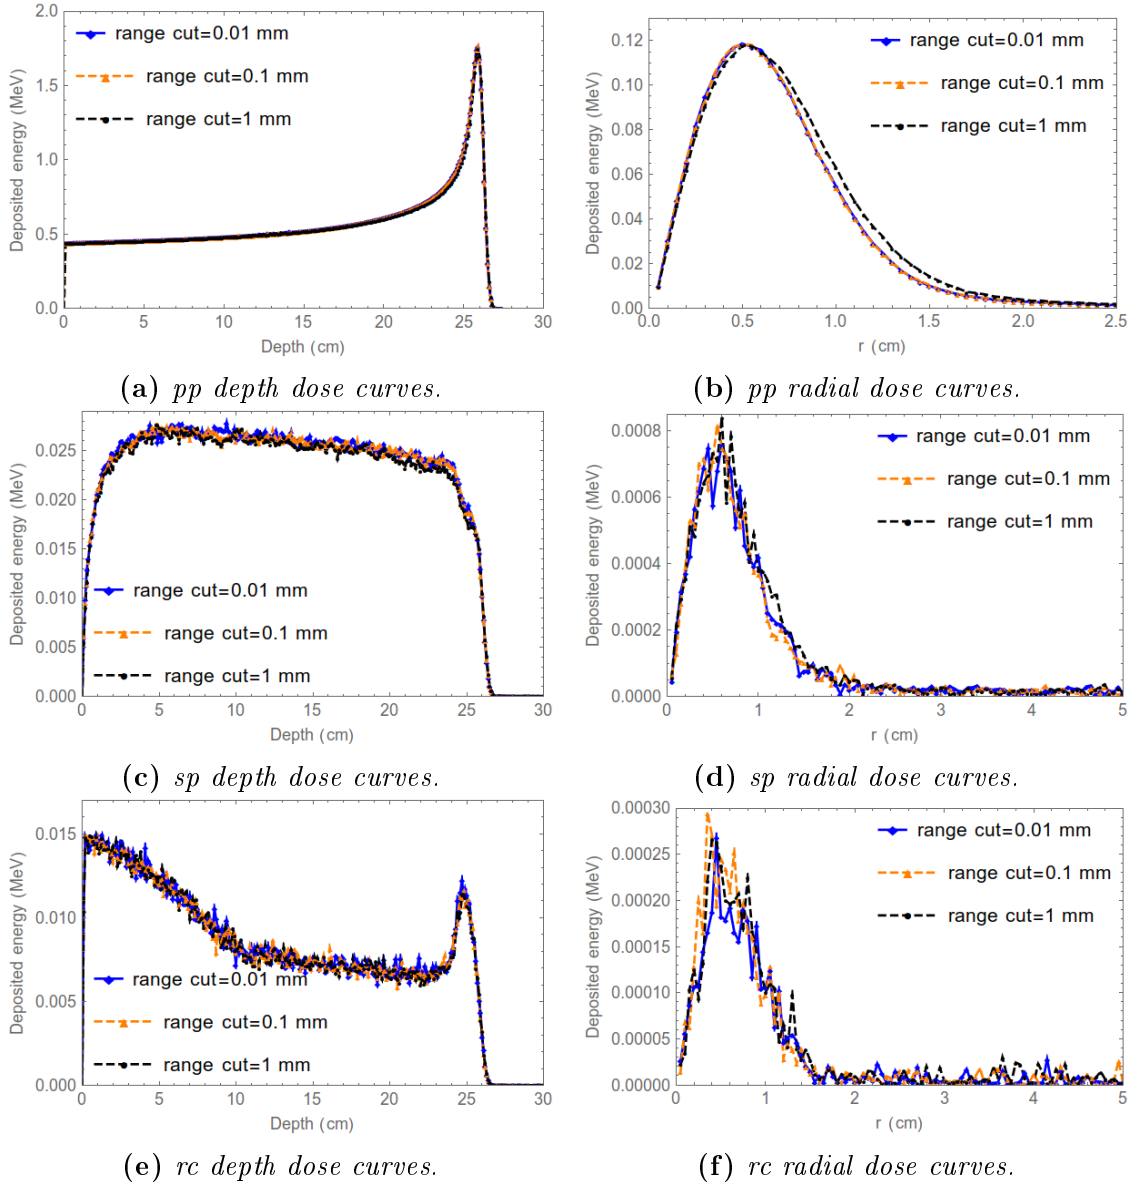 range cut=0.01 mm
range cut=0.1 mm
range cut=1 mm
Deposited energy (MeV)
2.0
1.5
1.0
0.5
0.0
0 5 10 15 20 25 30
Depth (cm)
(a) pp depth dose curves.
range cut=0.01 mm
range cut=0.1 mm
range cut=1 mm
Deposited energy (MeV)
0.12
0.10
0.08
0.06
0.04
0.02
0.00
0.0 0.5 1.0 1.5 2.0 2.5
r (cm)
(b) pp radial dose curves.
Deposited energy (MeV)
0.025
0.020
0.015
0.010
0.005
0.000
range cut=0.01 mm
range cut=0.1 mm
range cut=1 mm
0 5 10 15 20 25 30
Depth (cm)
(c) sp depth dose curves.
range cut=0.01 mm
range cut=0.1 mm
range cut=1 mm
Deposited energy (MeV)
0.0008
0.0006
0.0004
0.0002
0.0000
0 1 2 3 4 5
r (cm)
(d) sp radial dose curves.
Deposited energy (MeV)
0.015
0.010
0.005
0.000
range cut=0.01 mm
range cut=0.1 mm
range cut=1 mm
0 5 10 15 20 25 30
Depth (cm)
(e) rc depth dose curves.
range cut=0.01 mm
range cut=0.1 mm
range cut=1 mm
Deposited energy (MeV)
0.00030
0.00025
0.00020
0.00015
0.00010
0.00005
0.00000
0 1 2 3 4 5
r (cm)
(f) rc radial dose curves.